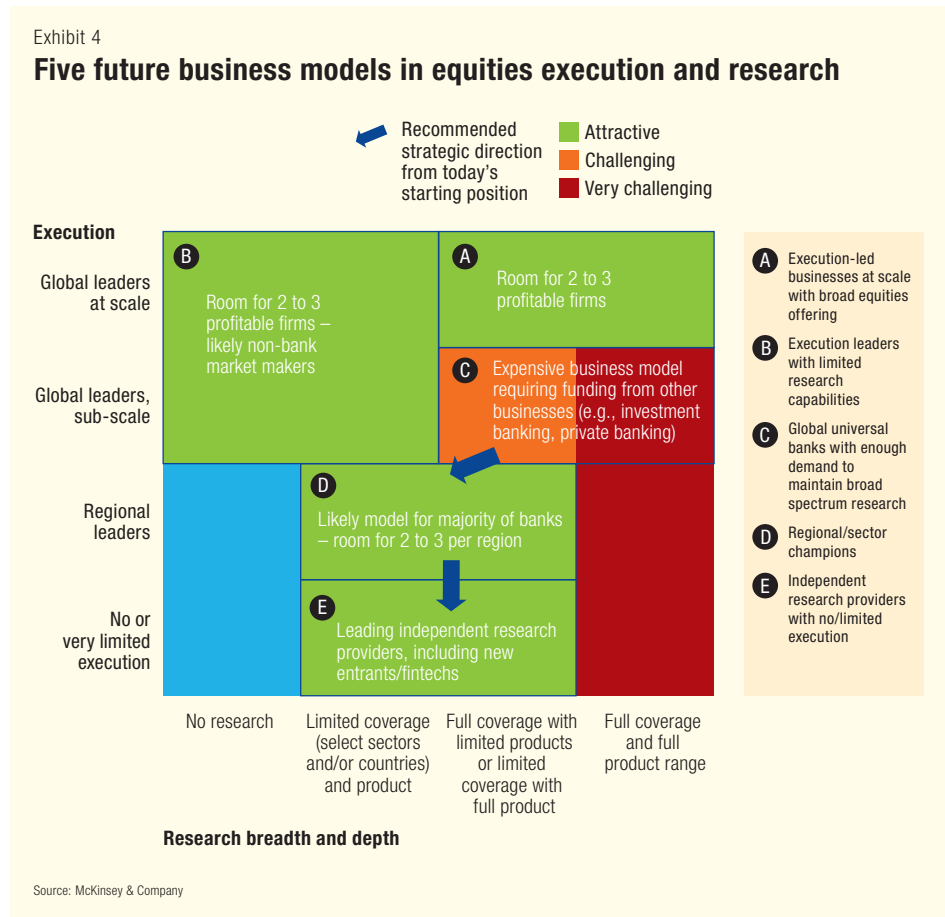 Exhibit 4
Five future business models in equities execution and research
Recommended
strategic direction
from today's
starting position
Attractive
Challenging
Very challenging
Execution
Global leaders
at scale
Global leaders,
sub-scale
Regional
leaders
No or
very limited
execution
B
Room for 2 to 3
profitable firms –
likely non-bank
market makers
A
Room for 2 to 3
profitable firms
C
Expensive business model
requiring funding from other
businesses (e.g., investment
banking, private banking)
D
Likely model for majority of banks
– room for 2 to 3 per region
E
Leading independent research
providers, including new
entrants/fintechs
A
Execution-led
businesses at scale
with broad equities
offering
B
Execution leaders
with limited
research
capabilities
C
Global universal
banks with enough
demand to
maintain broad
spectrum research
D
Regional/sector
champions
E
Independent
research providers
with no/limited
execution
No research
Limited coverage
(select sectors
and/or countries)
and product
Full coverage with
limited products
or limited
coverage with
full product
Full coverage
and full
product range
Research breadth and depth
Source: McKinsey & Company